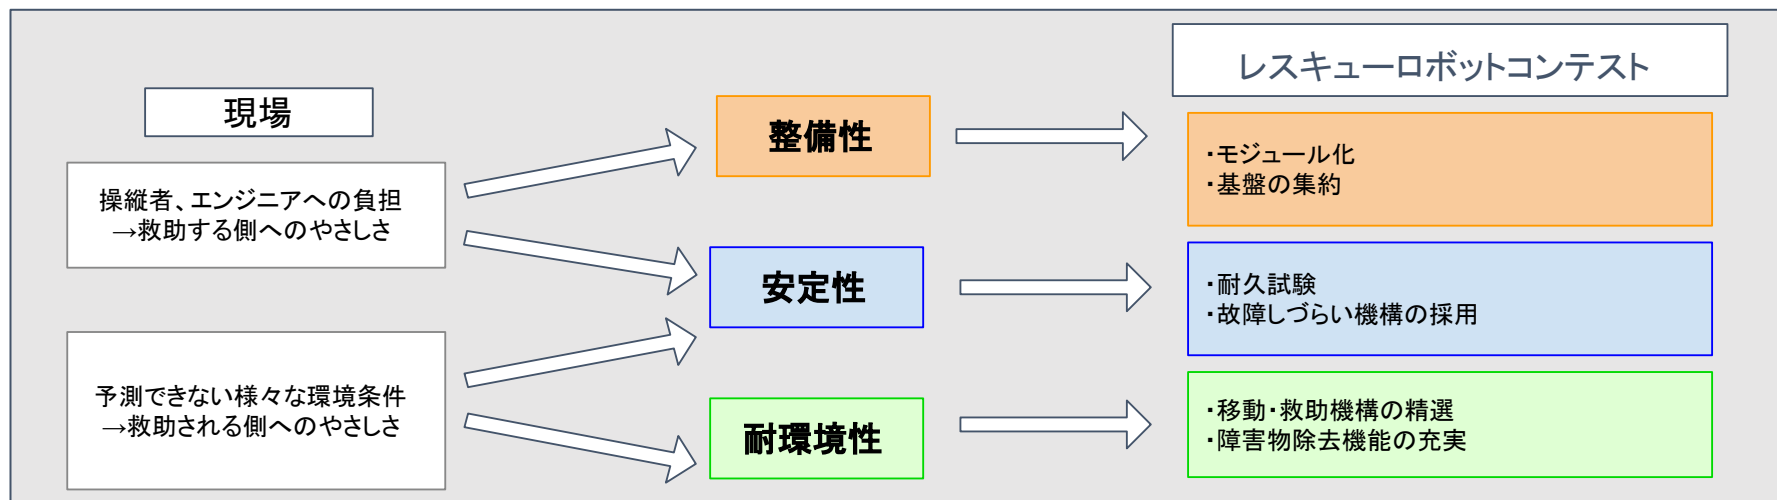 現場
操縦者、エンジニアへの負担
→救助する側へのやさしさ
予測できない様々な環境条件
→救助される側へのやさしさ
整備性
安定性
耐環境性
レスキューロボットコンテスト
・モジュール化
・基盤の集約
・耐久試験
・故障しづらい機構の採用
・移動・救助機構の精選
・障害物除去機能の充実